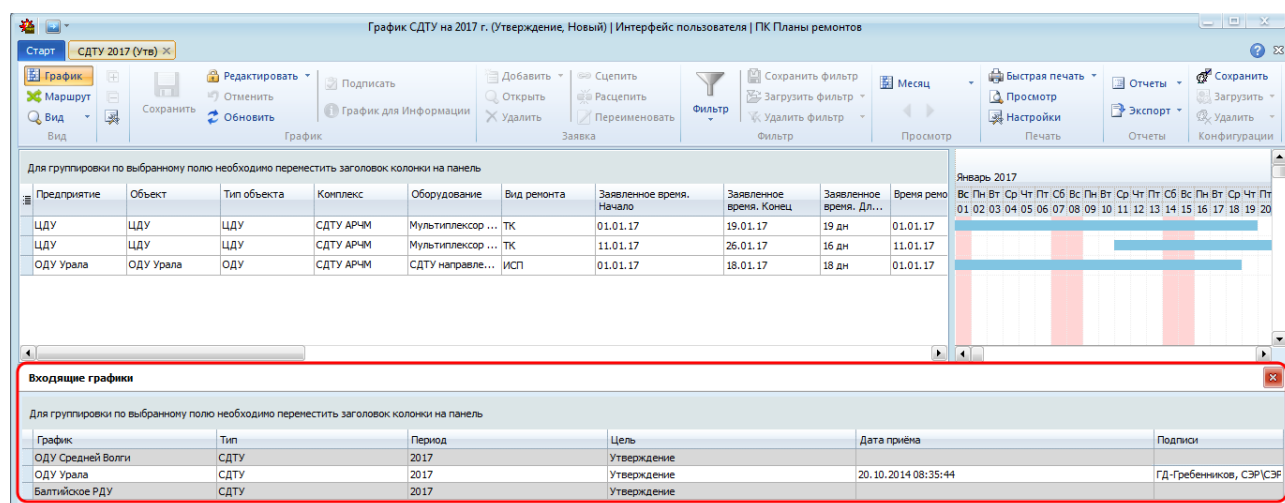 График СДТУ на 2017 г. (Утверждение, Новый) | Интерфейс пользователя | ПК Планы ремонтов
Старт СДТУ 2017 (Утв)
График Редактировать Подписать Добавить Сцепить Сохранить фильтр Месяц Быстрая печать Отчеты Сохранить
Маршрут Сохранить Отменить Открыть Расцепить Фильтр Загрузить фильтр Просмотр Загрузить
Вид Обновить График для Информации Удалить Переименовать Удалить фильтр Настройки Экспорт Удалить
Вид График Заявка Фильтр Просмотр Печать Отчеты Конфигурации
Для группировки по выбранному полю необходимо переместить заголовок колонки на панель
Январь 2017
Предприятие Объект Тип объекта Комплекс Оборудование Вид ремонта Заявленное время. Начало Заявленное время. Конец Заявленное время. Дл... Время ремо
Вс Пн Вт Ср Чт Пт Сб Вс Пн Вт Ср Чт Пт Сб Вс Пн Вт Ср Чт Пт
01 02 03 04 05 06 07 08 09 10 11 12 13 14 15 16 17 18 19 20
ЦДУ ЦДУ ЦДУ СДТУ АРЧМ Мультиплексор ... ТК 01.01.17 19.01.17 19 дн 01.01.17
ЦДУ ЦДУ ЦДУ СДТУ АРЧМ Мультиплексор ... ТК 11.01.17 26.01.17 16 дн 11.01.17
ОДУ Урала ОДУ Урала ОДУ СДТУ АРЧМ СДТУ направле... ИСП 01.01.17 18.01.17 18 дн 01.01.17
Входящие графики
Для группировки по выбранному полю необходимо переместить заголовок колонки на панель
График Тип Период Цель Дата приёма Подписи
ОДУ Средней Волги СДТУ 2017 Утверждение
ОДУ Урала СДТУ 2017 Утверждение 20.10.2014 08:35:44 ГД-Гребенников, СЭР\СЭР
Балтийское РДУ СДТУ 2017 Утверждение